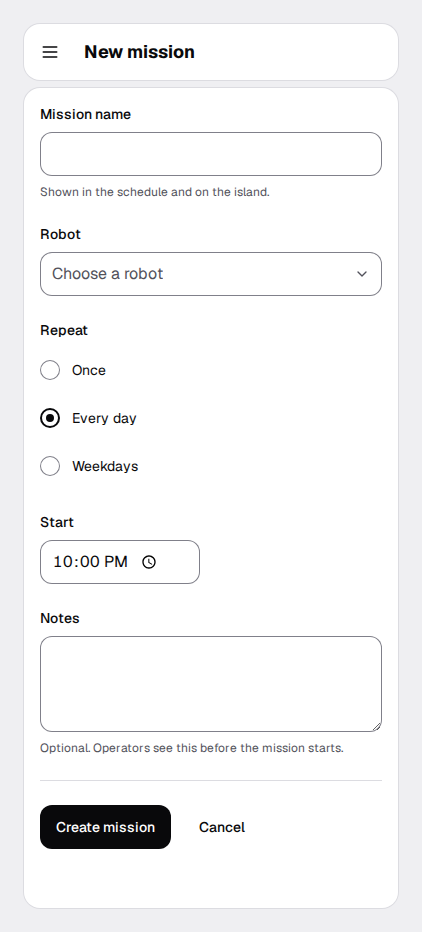 New mission
Mission name
Shown in the schedule and on the island.
Robot
Choose a robot
Repeat
Once
Every day
Weekdays
Start
10:00 PM
Notes
Optional. Operators see this before the mission starts.
Create mission
Cancel